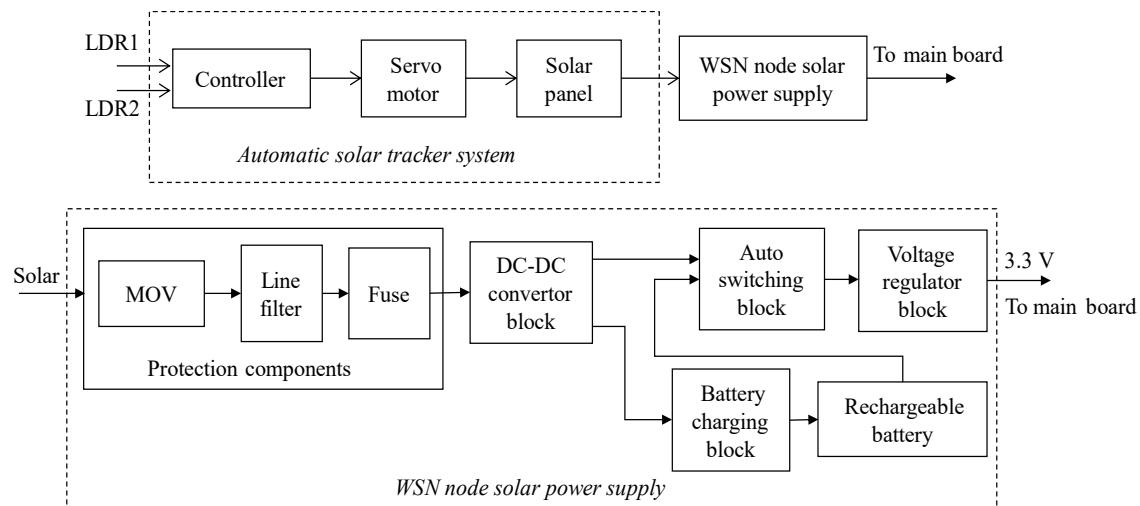 LDR1
LDR2
Controller
Servo
motor
Solar
panel
WSN node solar
power supply
To main board
Automatic solar tracker system
Solar
MOV
Line
filter
Fuse
Protection components
DC-DC
convertor
block
Auto
switching
block
Voltage
regulator
block
3.3 V
To main board
Battery
charging
block
Rechargeable
battery
WSN node solar power supply